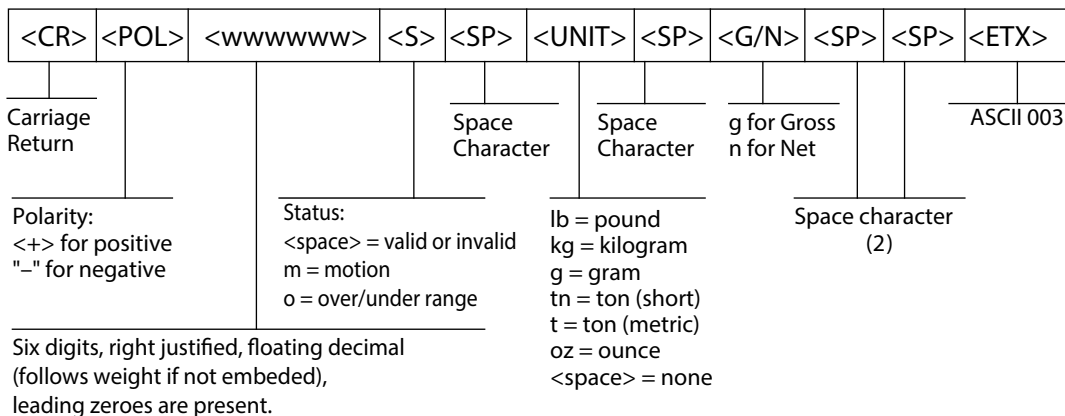 <CR> <POL> <wwwwww> <S> <SP> <UNIT> <SP> <G/N> <SP> <SP> <ETX>
Carriage
Return
Space
Character
Space
Character
g for Gross
n for Net
ASCII 003
Polarity:
<+> for positive
"–" for negative
Status:
<space> = valid or invalid
m = motion
o = over/under range
lb = pound
kg = kilogram
g = gram
tn = ton (short)
t = ton (metric)
oz = ounce
<space> = none
Space character
(2)
Six digits, right justified, floating decimal
(follows weight if not embeded),
leading zeroes are present.